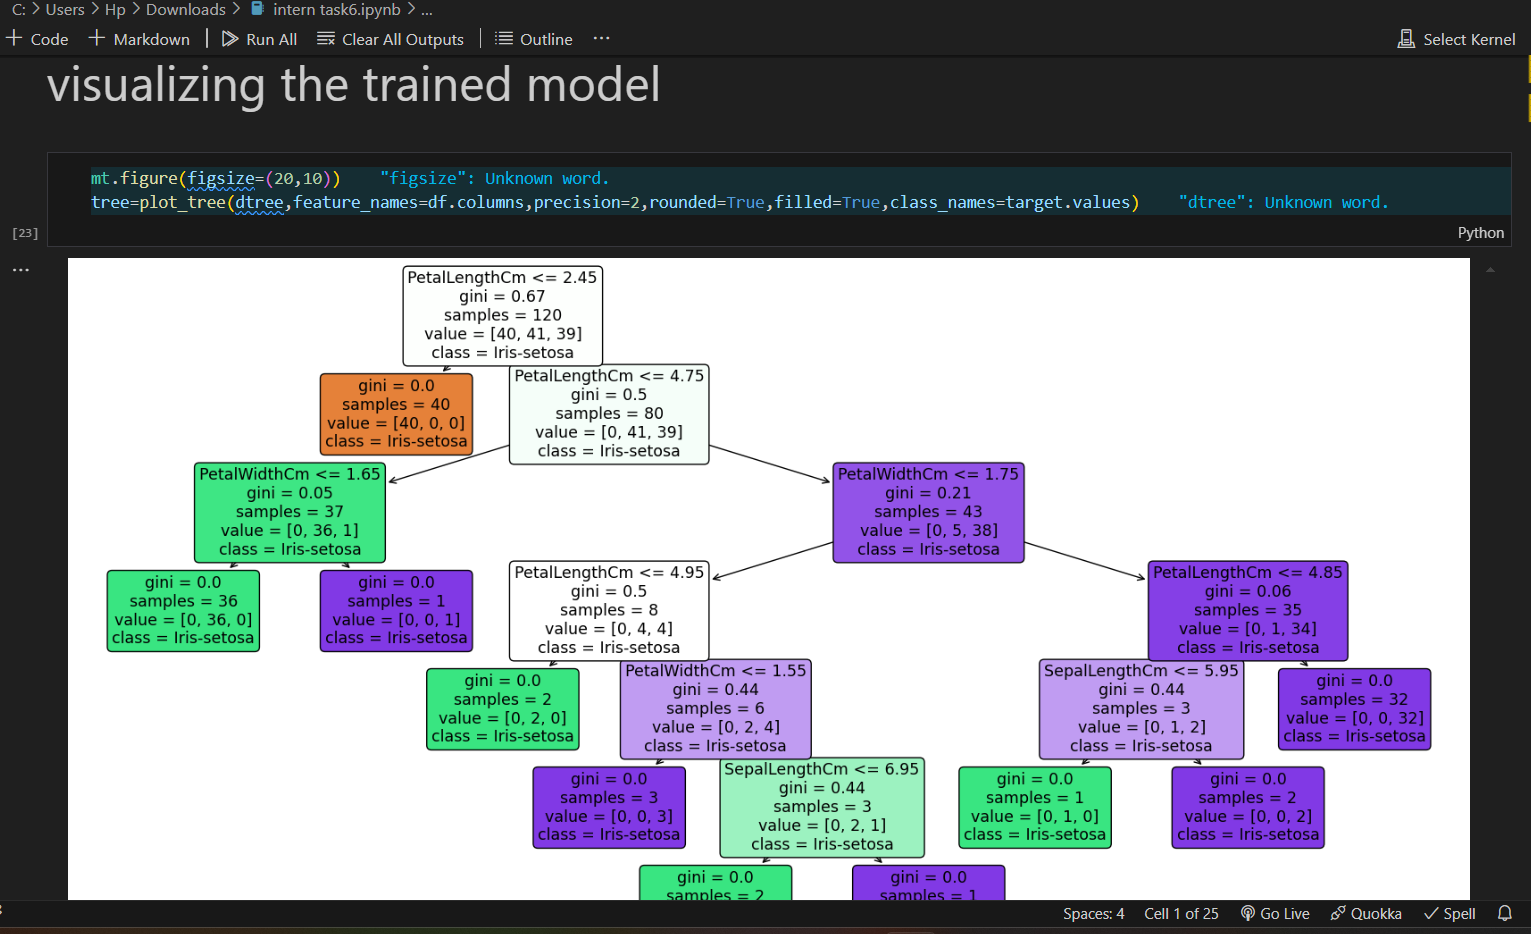 C: > Users > Hp > Downloads > intern task6.ipynb > ...
+ Code + Markdown | Run All Clear All Outputs | Outline ... Select Kernel
visualizing the trained model
mt.figure(figsize=(20,10)) "figsize": Unknown word.
tree=plot_tree(dtree,feature_names=df.columns,precision=2,rounded=True,filled=True,class_names=target.values) "dtree": Unknown word.
[23]
Python
...
PetalLengthCm <= 2.45
gini = 0.67
samples = 120
value = [40, 41, 39]
class = Iris-setosa
gini = 0.0
samples = 40
value = [40, 0, 0]
class = Iris-setosa
PetalLengthCm <= 4.75
gini = 0.5
samples = 80
value = [0, 41, 39]
class = Iris-setosa
PetalWidthCm <= 1.65
gini = 0.05
samples = 37
value = [0, 36, 1]
class = Iris-setosa
PetalWidthCm <= 1.75
gini = 0.21
samples = 43
value = [0, 5, 38]
class = Iris-setosa
gini = 0.0
samples = 36
value = [0, 36, 0]
class = Iris-setosa
gini = 0.0
samples = 1
value = [0, 0, 1]
class = Iris-setosa
PetalLengthCm <= 4.95
gini = 0.5
samples = 8
value = [0, 4, 4]
class = Iris-setosa
PetalLengthCm <= 4.85
gini = 0.06
samples = 35
value = [0, 1, 34]
class = Iris-setosa
gini = 0.0
samples = 2
value = [0, 2, 0]
class = Iris-setosa
PetalWidthCm <= 1.55
gini = 0.44
samples = 6
value = [0, 2, 4]
class = Iris-setosa
SepalLengthCm <= 5.95
gini = 0.44
samples = 3
value = [0, 1, 2]
class = Iris-setosa
gini = 0.0
samples = 32
value = [0, 0, 32]
class = Iris-setosa
gini = 0.0
samples = 3
value = [0, 0, 3]
class = Iris-setosa
SepalLengthCm <= 6.95
gini = 0.44
samples = 3
value = [0, 2, 1]
class = Iris-setosa
gini = 0.0
samples = 1
value = [0, 1, 0]
class = Iris-setosa
gini = 0.0
samples = 2
value = [0, 0, 2]
class = Iris-setosa
gini = 0.0
samples = 2
gini = 0.0
samples = 1
Spaces: 4 Cell 1 of 25 Go Live Quokka Spell